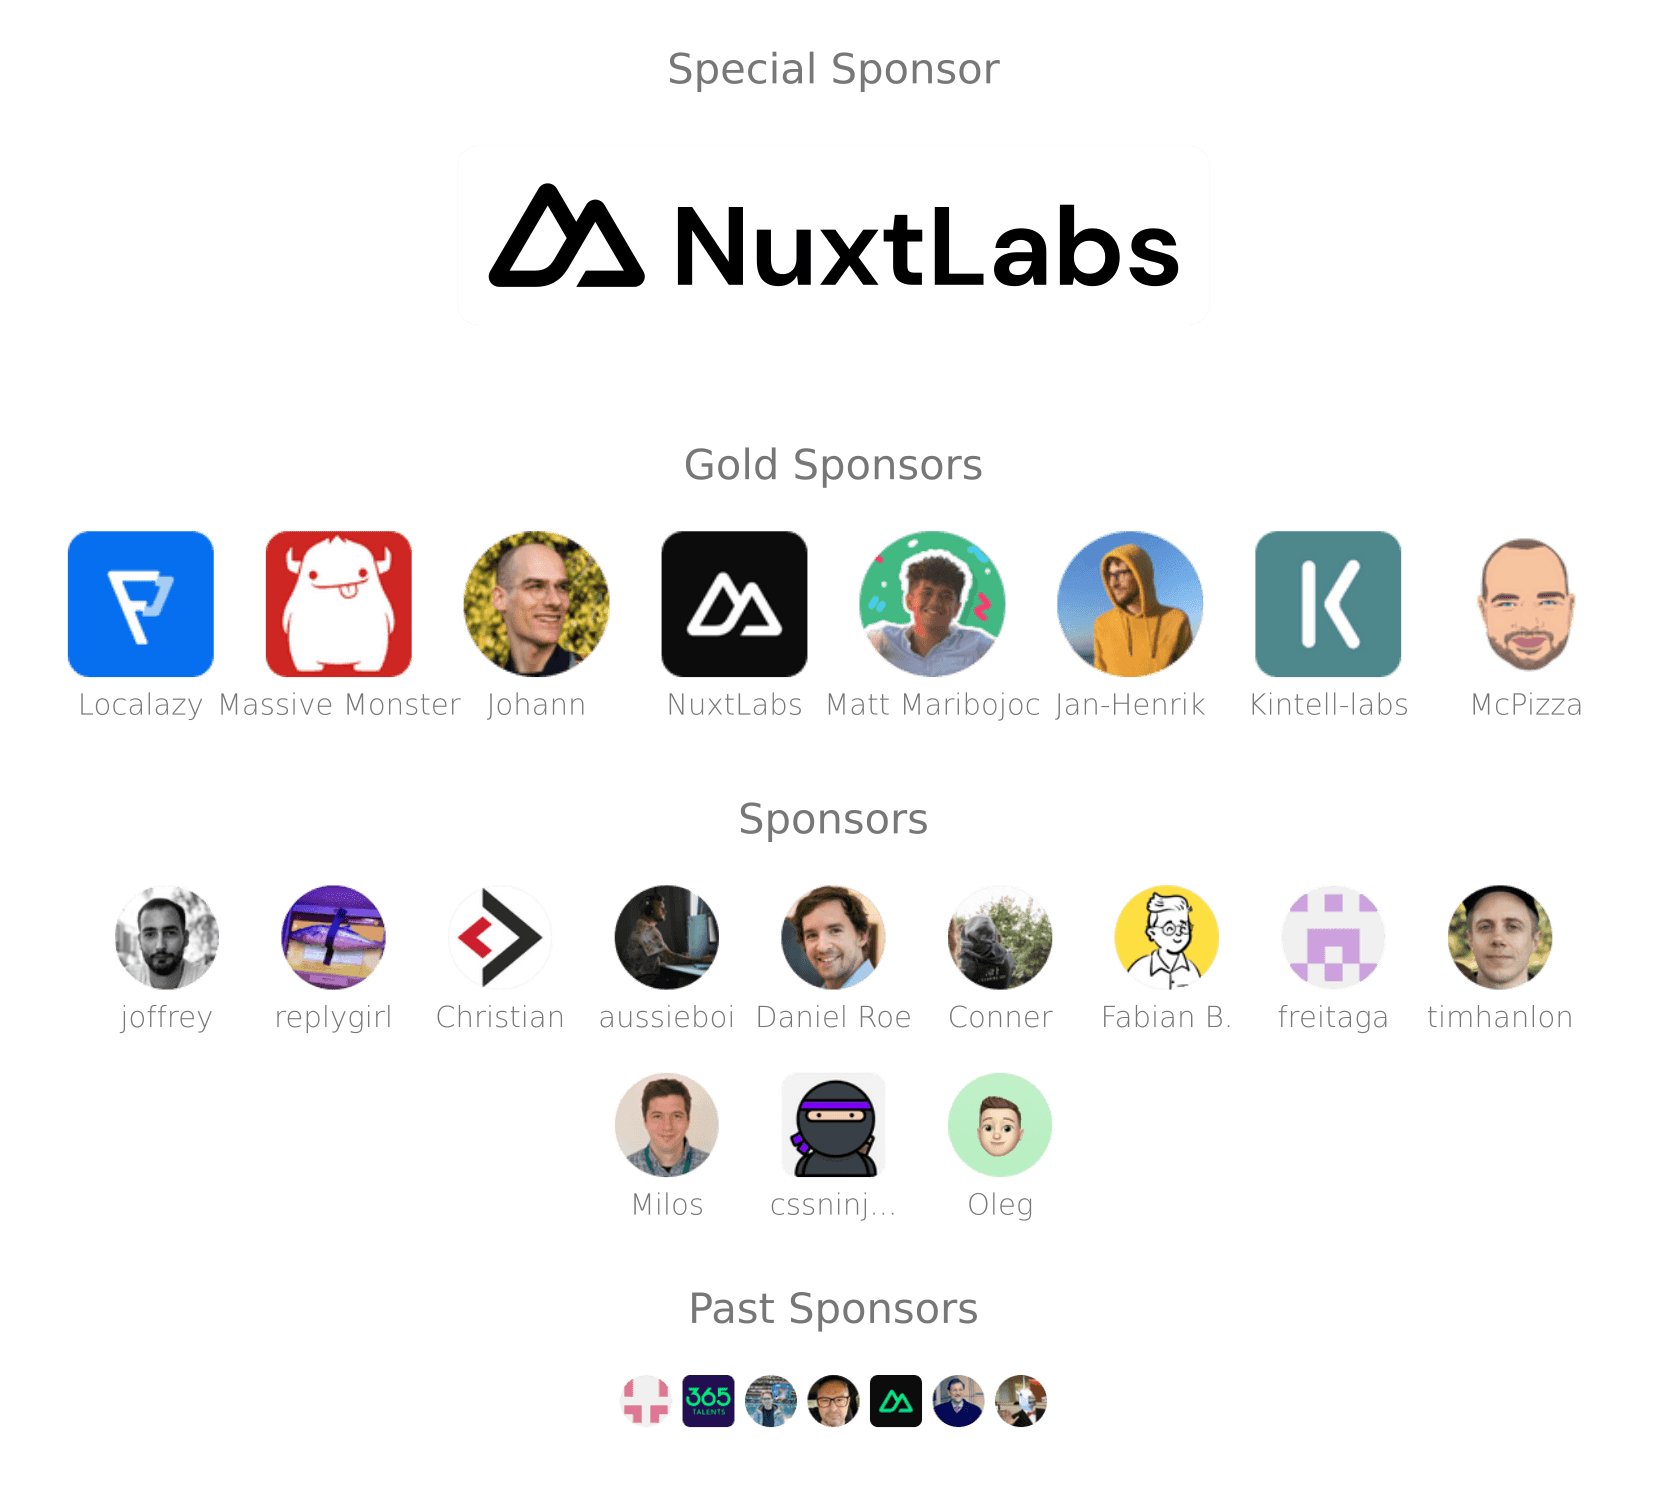 Special Sponsor
NuxtLabs
Gold Sponsors
Localazy Massive Monster Johann NuxtLabs Matt Maribojoc Jan-Henrik Kintell-labs McPizza
Sponsors
joffrey replygirl Christian aussieboi Daniel Roe Conner Fabian B. freitaga timhanlon
Milos cssninj... Oleg
Past Sponsors
365
TALENTS